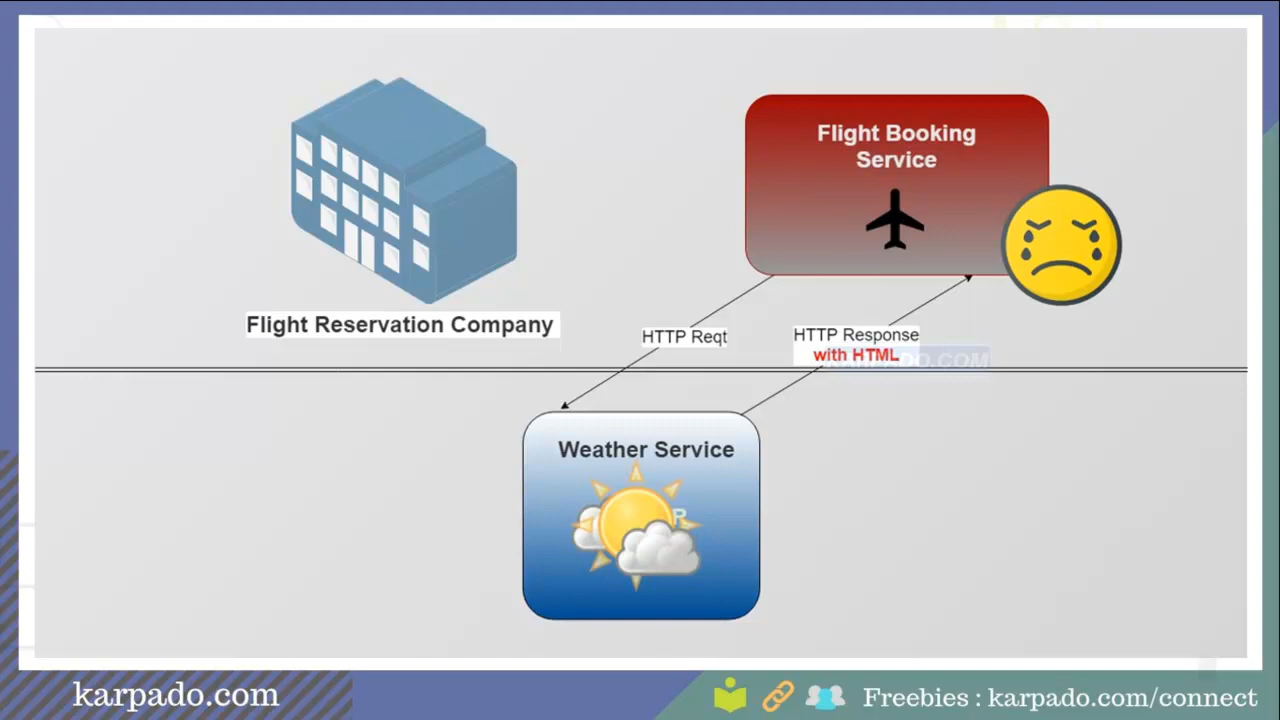 Flight Booking
Service
Flight Reservation Company
HTTP Reqt
HTTP Response
with HTML
Weather Service
karpado.com
Freebies : karpado.com/connect